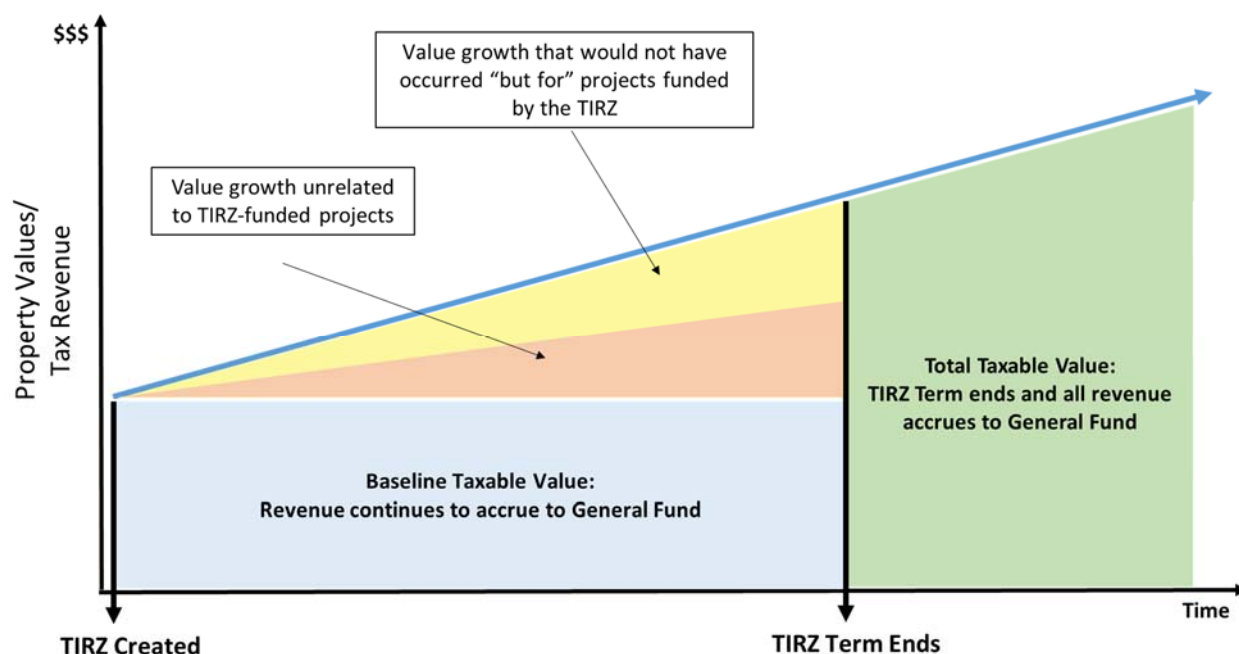 $$$
Value growth that would not have
occurred “but for” projects funded
by the TIRZ
Value growth unrelated
to TIRZ-funded projects
Property Values/
Tax Revenue
Total Taxable Value:
TIRZ Term ends and all revenue
accrues to General Fund
Baseline Taxable Value:
Revenue continues to accrue to General Fund
Time
TIRZ Created
TIRZ Term Ends